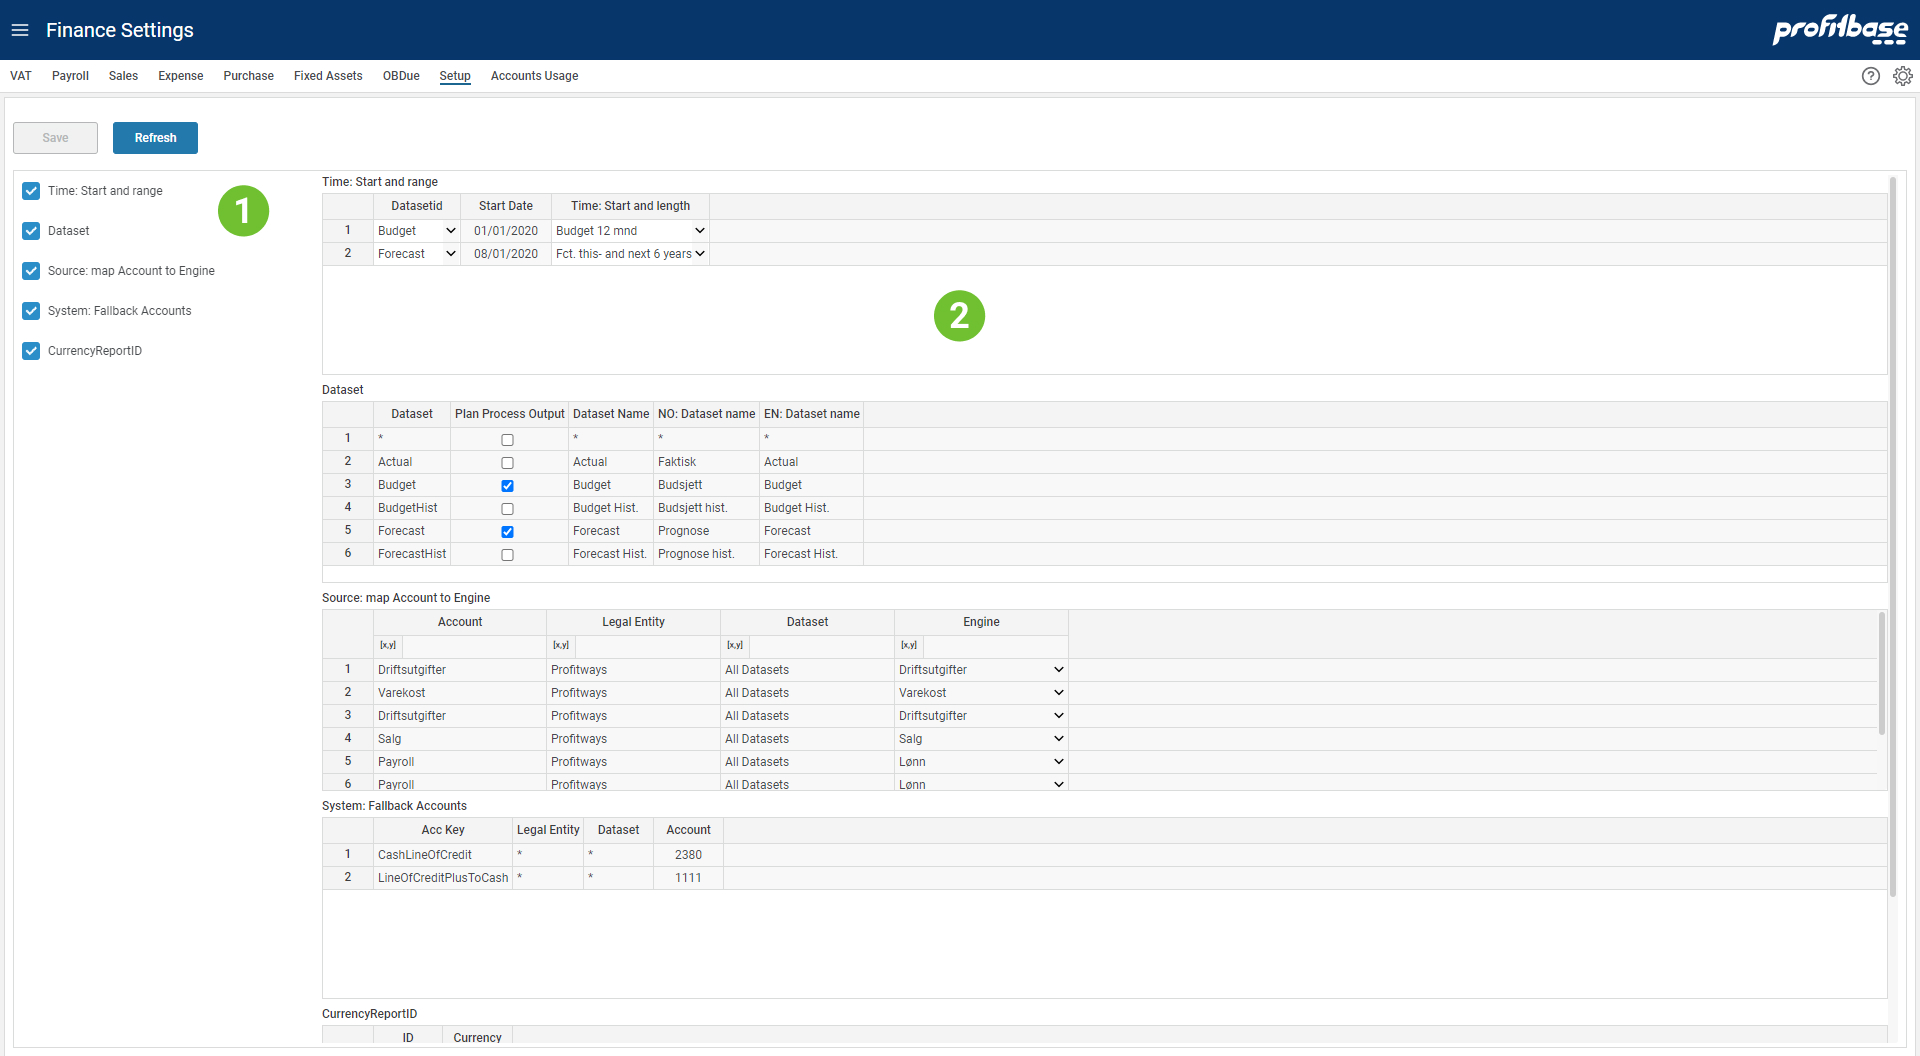 Finance Settings
profitbase
VAT Payroll Sales Expense Purchase Fixed Assets OBDue Setup Accounts Usage
?
Save Refresh
Time: Start and range
Dataset
Source: map Account to Engine
System: Fallback Accounts
CurrencyReportID
1
Time: Start and range
Datasetid Start Date Time: Start and length
1 Budget 01/01/2020 Budget 12 mnd
2 Forecast 08/01/2020 Fct. this- and next 6 years
2
Dataset
Dataset Plan Process Output Dataset Name NO: Dataset name EN: Dataset name
1 * * * *
2 Actual Actual Faktisk Actual
3 Budget Budget Budsjett Budget
4 BudgetHist Budget Hist. Budsjett hist. Budget Hist.
5 Forecast Forecast Prognose Forecast
6 ForecastHist Forecast Hist. Prognose hist. Forecast Hist.
Source: map Account to Engine
Account Legal Entity Dataset Engine
[x,y] [x,y] [x,y] [x,y]
1 Driftsutgifter Profitways All Datasets Driftsutgifter
2 Varekost Profitways All Datasets Varekost
3 Driftsutgifter Profitways All Datasets Driftsutgifter
4 Salg Profitways All Datasets Salg
5 Payroll Profitways All Datasets Lønn
6 Payroll Profitways All Datasets Lønn
System: Fallback Accounts
Acc Key Legal Entity Dataset Account
1 CashLineOfCredit * * 2380
2 LineOfCreditPlusToCash * * 1111
CurrencyReportID
ID Currency